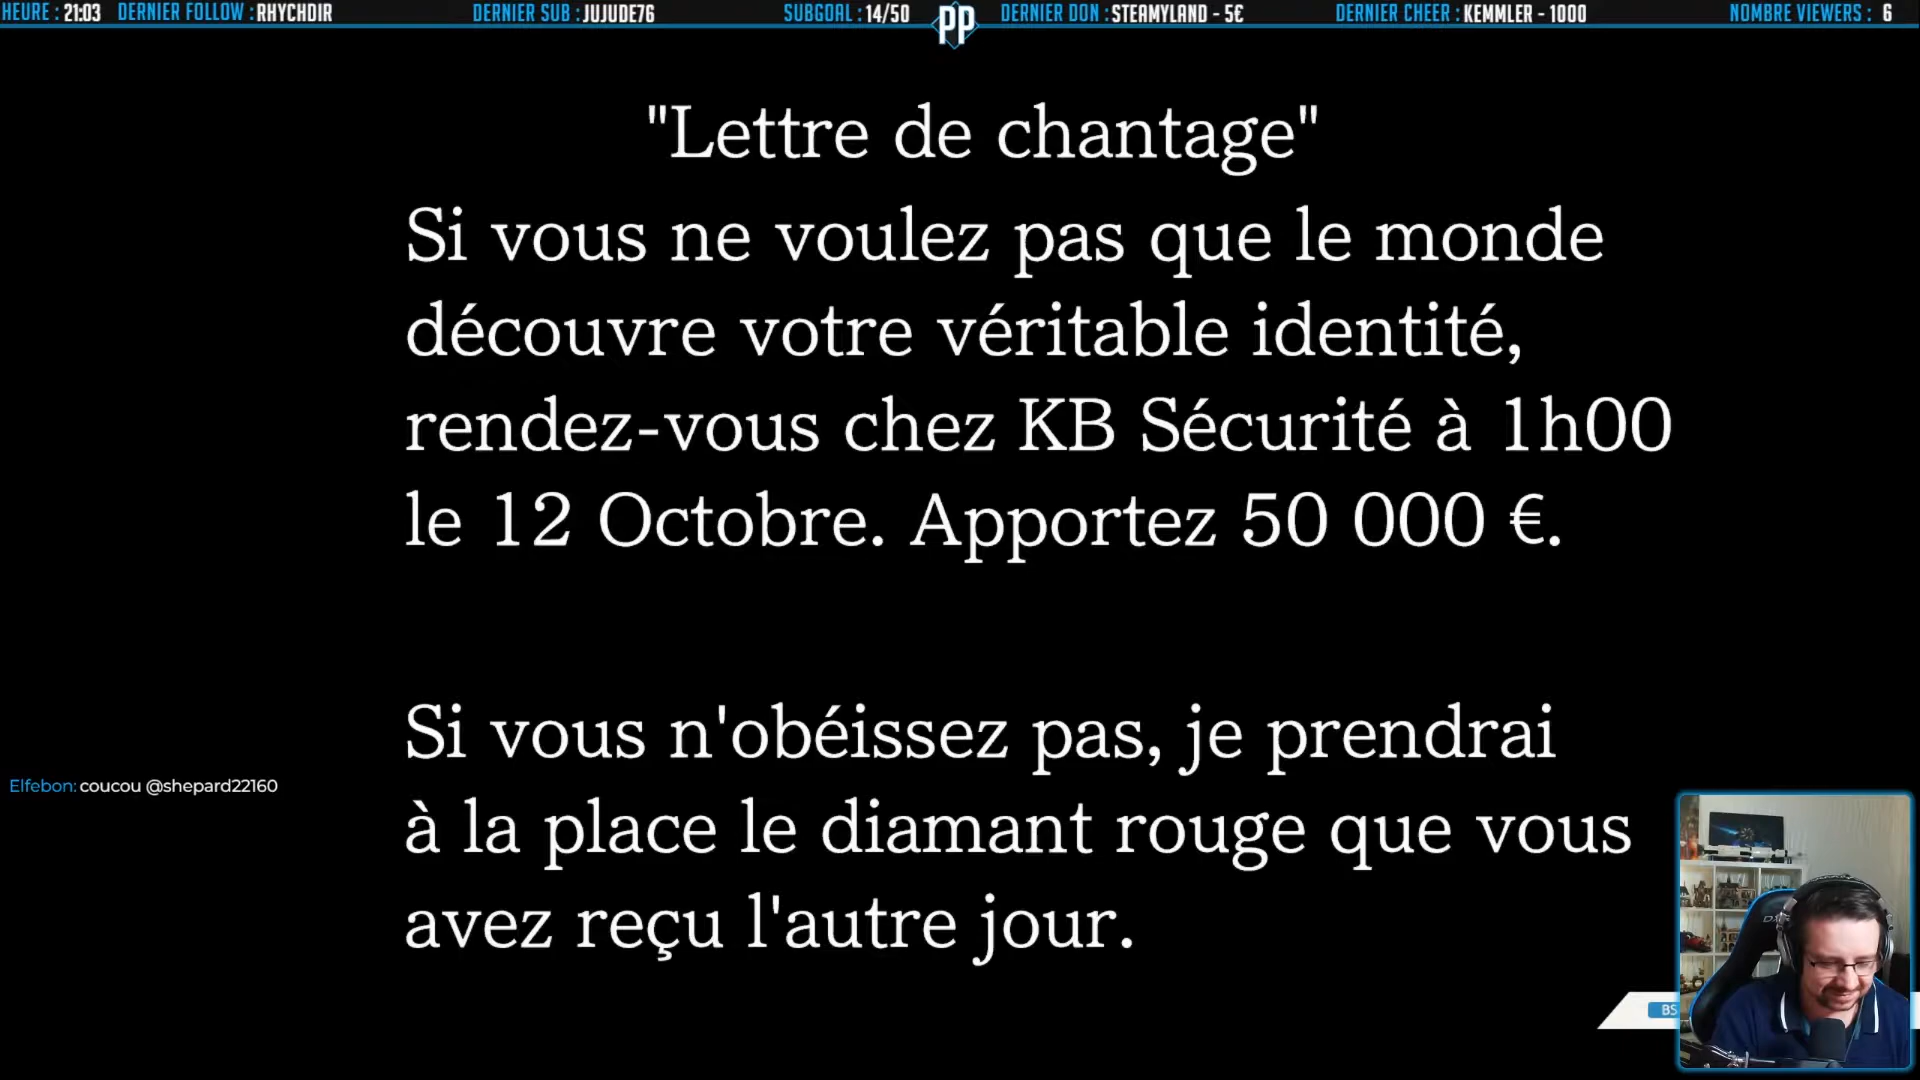 HEURE : 21:03 DERNIER FOLLOW : RHYCHDIR DERNIER SUB : JUJUDE76 SUBGOAL : 14/50 PP DERNIER DON : STEAMYLAND - 5€ DERNIER CHEER : KEMMLER - 1000 NOMBRE VIEWERS : 6
"Lettre de chantage"
Si vous ne voulez pas que le monde
découvre votre véritable identité,
rendez-vous chez KB Sécurité à 1h00
le 12 Octobre. Apportez 50 000 €.
Si vous n'obéissez pas, je prendrai
Elfebon: coucou @shepard22160
à la place le diamant rouge que vous
avez reçu l'autre jour.
BS